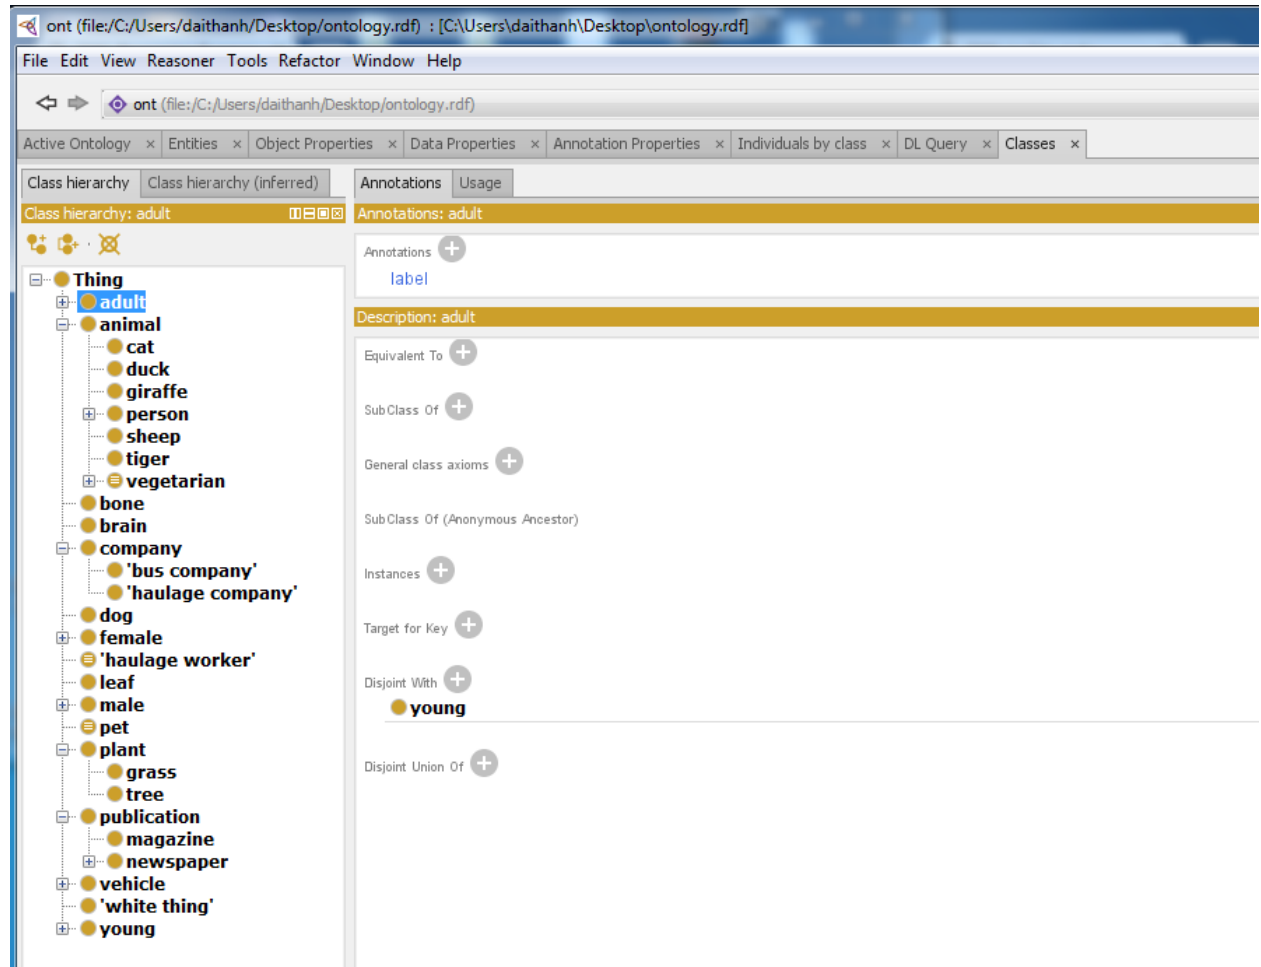 ont (file:/C:/Users/daithanh/Desktop/ontology.rdf) : [C:\Users\daithanh\Desktop\ontology.rdf]
File Edit View Reasoner Tools Refactor Window Help
ont (file:/C:/Users/daithanh/Desktop/ontology.rdf)
Active Ontology × Entities × Object Properties × Data Properties × Annotation Properties × Individuals by class × DL Query × Classes ×
Class hierarchy Class hierarchy (inferred)
Class hierarchy: adult
Thing
adult
animal
cat
duck
giraffe
person
sheep
tiger
vegetarian
bone
brain
company
'bus company'
'haulage company'
dog
female
'haulage worker'
leaf
male
pet
plant
grass
tree
publication
magazine
newspaper
vehicle
'white thing'
young
Annotations Usage
Annotations: adult
Annotations
label
Description: adult
Equivalent To
SubClass Of
General class axioms
SubClass Of (Anonymous Ancestor)
Instances
Target for Key
Disjoint With
young
Disjoint Union Of